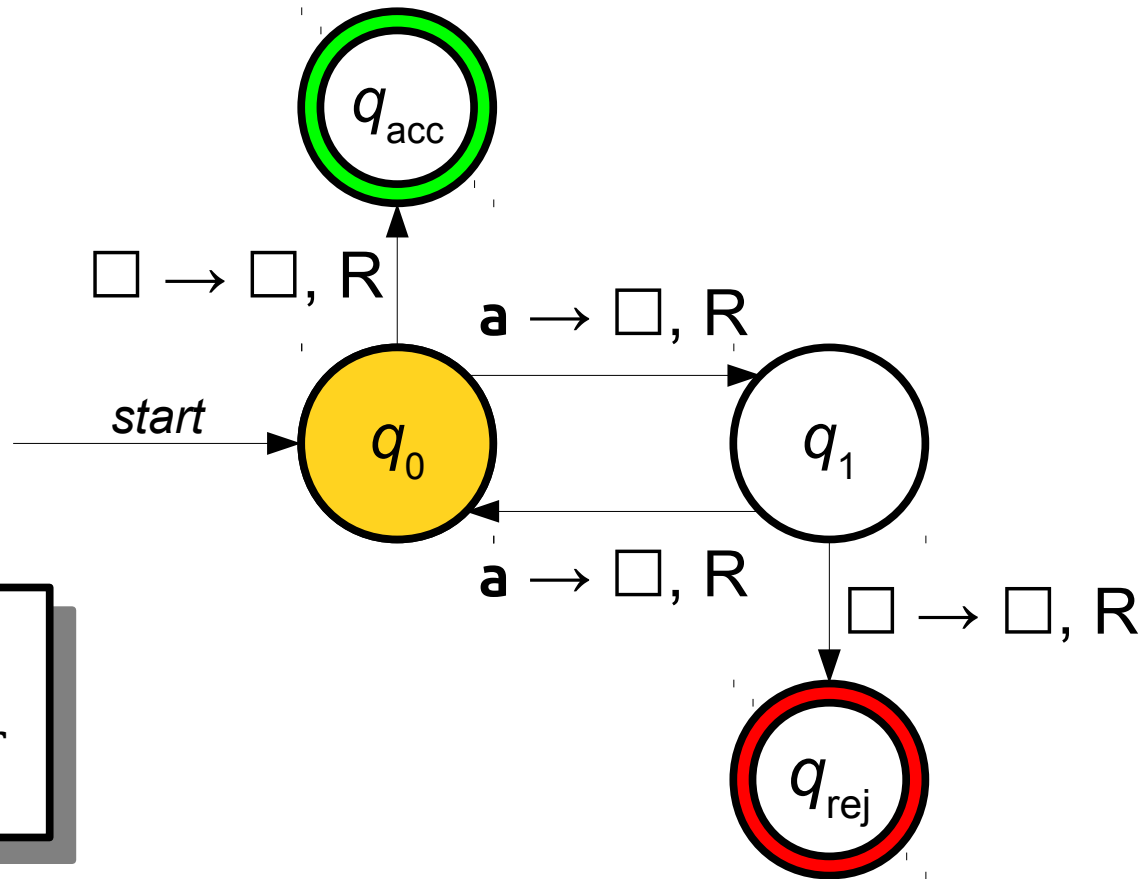 q_acc
□ → □, R
a → □, R
start
q_0
q_1
a → □, R
□ → □, R
r
q_rej